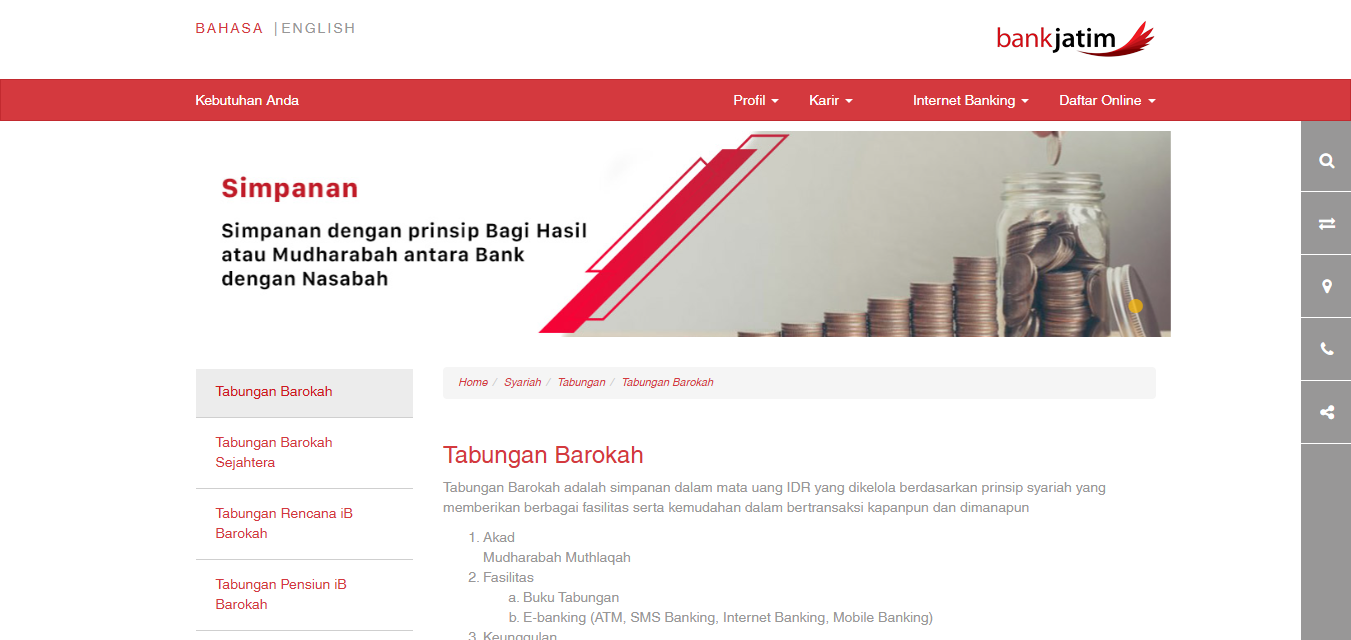 BAHASA | ENGLISH
bankjatim
Kebutuhan Anda
Profil
Karir
Internet Banking
Daftar Online
Simpanan
Simpanan dengan prinsip Bagi Hasil
atau Mudharabah antara Bank
dengan Nasabah
Tabungan Barokah
Tabungan Barokah
Sejahtera
Tabungan Rencana iB
Barokah
Tabungan Pensiun iB
Barokah
Home / Syariah / Tabungan / Tabungan Barokah
Tabungan Barokah
Tabungan Barokah adalah simpanan dalam mata uang IDR yang dikelola berdasarkan prinsip syariah yang
memberikan berbagai fasilitas serta kemudahan dalam bertransaksi kapanpun dan dimanapun
1. Akad
Mudharabah Muthlaqah
2. Fasilitas
a. Buku Tabungan
b. E-banking (ATM, SMS Banking, Internet Banking, Mobile Banking)
3. Keunggulan